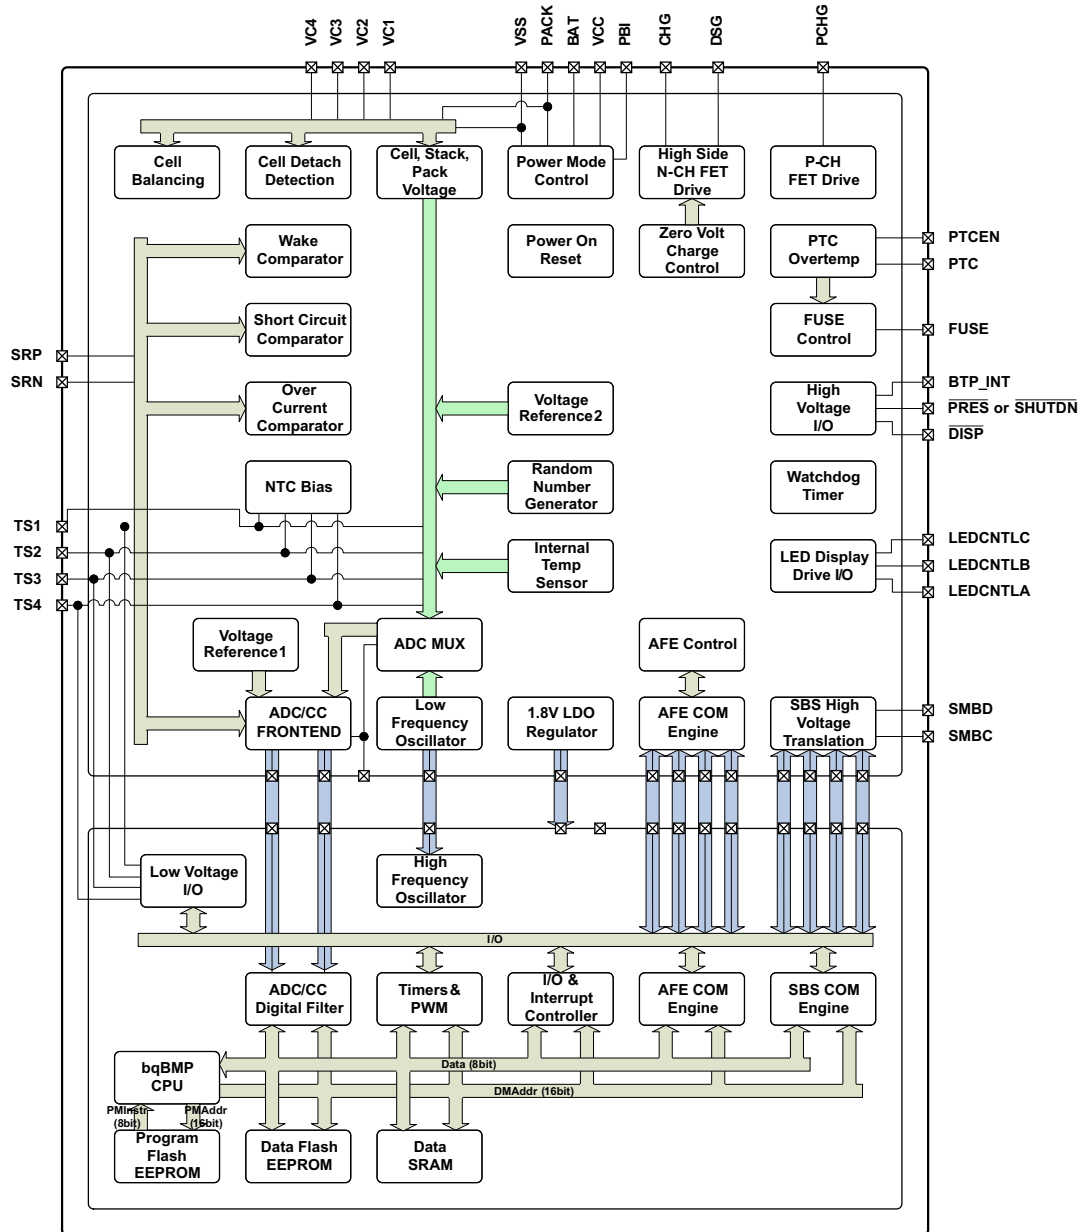 VC4
VC3
VC2
VC1
VSS
PACK
BAT
VCC
PBI
CHG
DSG
PCHG
Cell
Balancing
Cell Detach
Detection
Cell, Stack,
Pack
Voltage
Power Mode
Control
High Side
N-CH FET
Drive
P-CH
FET Drive
Wake
Comparator
Power On
Reset
Zero Volt
Charge
Control
PTC
Overtemp
PTCEN
PTC
Short Circuit
Comparator
FUSE
Control
FUSE
SRP
SRN
Over
Current
Comparator
Voltage
Reference2
High
Voltage
I/O
BTP_INT
PRES or SHUTDN
DISP
NTC Bias
Random
Number
Generator
Watchdog
Timer
TS1
TS2
TS3
TS4
Internal
Temp
Sensor
LED Display
Drive I/O
LEDCNTLC
LEDCNTLB
LEDCNTLA
Voltage
Reference1
ADC MUX
AFE Control
ADC/CC
FRONTEND
Low
Frequency
Oscillator
1.8V LDO
Regulator
AFE COM
Engine
SBS High
Voltage
Translation
SMBD
SMBC
Low Voltage
I/O
High
Frequency
Oscillator
I/O
ADC/CC
Digital Filter
Timers &
PWM
I/O &
Interrupt
Controller
AFE COM
Engine
SBS COM
Engine
bqBMP
CPU
Data (8bit)
DMAddr (16bit)
PMInstr
(8bit)
PMAddr
(16bit)
Program
Flash
EEPROM
Data Flash
EEPROM
Data
SRAM